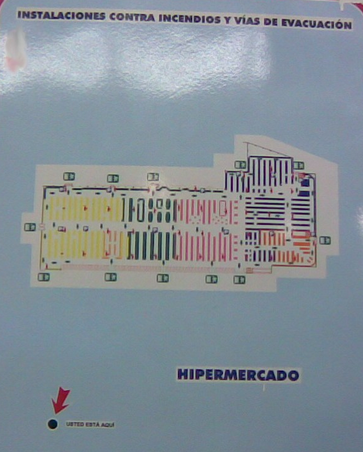 INSTALACIONES CONTRA INCENDIOS Y VÍAS DE EVACUACIÓN
HIPERMERCADO
USTED ESTÁ AQUÍ